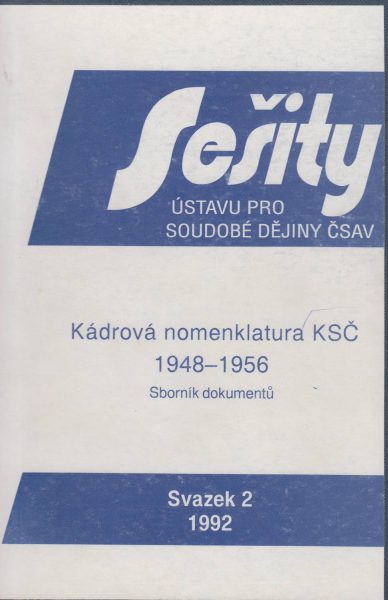 Sešity
ÚSTAVU PRO
SOUDOBÉ DĚJINY ČSAV
Kádrová nomenklatura KSČ
1948–1956
Sborník dokumentů
Svazek 2
1992